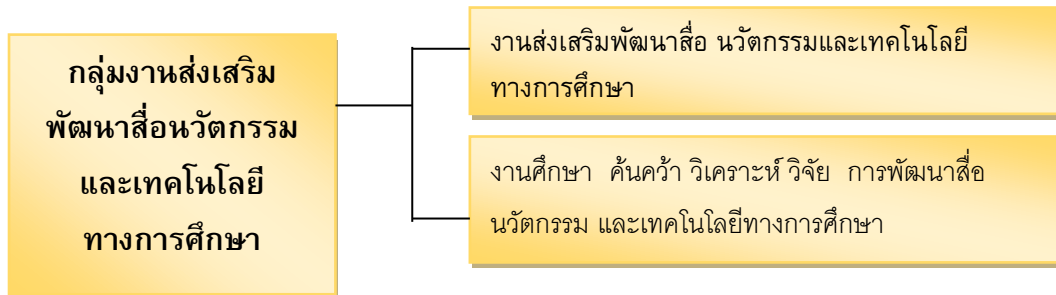 กลุ่มงานส่งเสริม
พัฒนาสื่อนวัตกรรม
และเทคโนโลยี
ทางการศึกษา
งานส่งเสริมพัฒนาสื่อ นวัตกรรมและเทคโนโลยี
ทางการศึกษา
งานศึกษา ค้นคว้า วิเคราะห์ วิจัย การพัฒนาสื่อ
นวัตกรรม และเทคโนโลยีทางการศึกษา